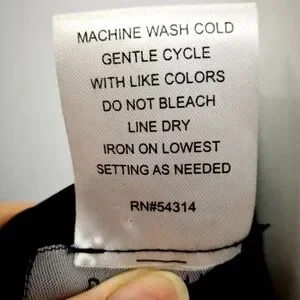 MACHINE WASH COLD
GENTLE CYCLE
WITH LIKE COLORS
DO NOT BLEACH
LINE DRY
IRON ON LOWEST
SETTING AS NEEDED
RN#54314